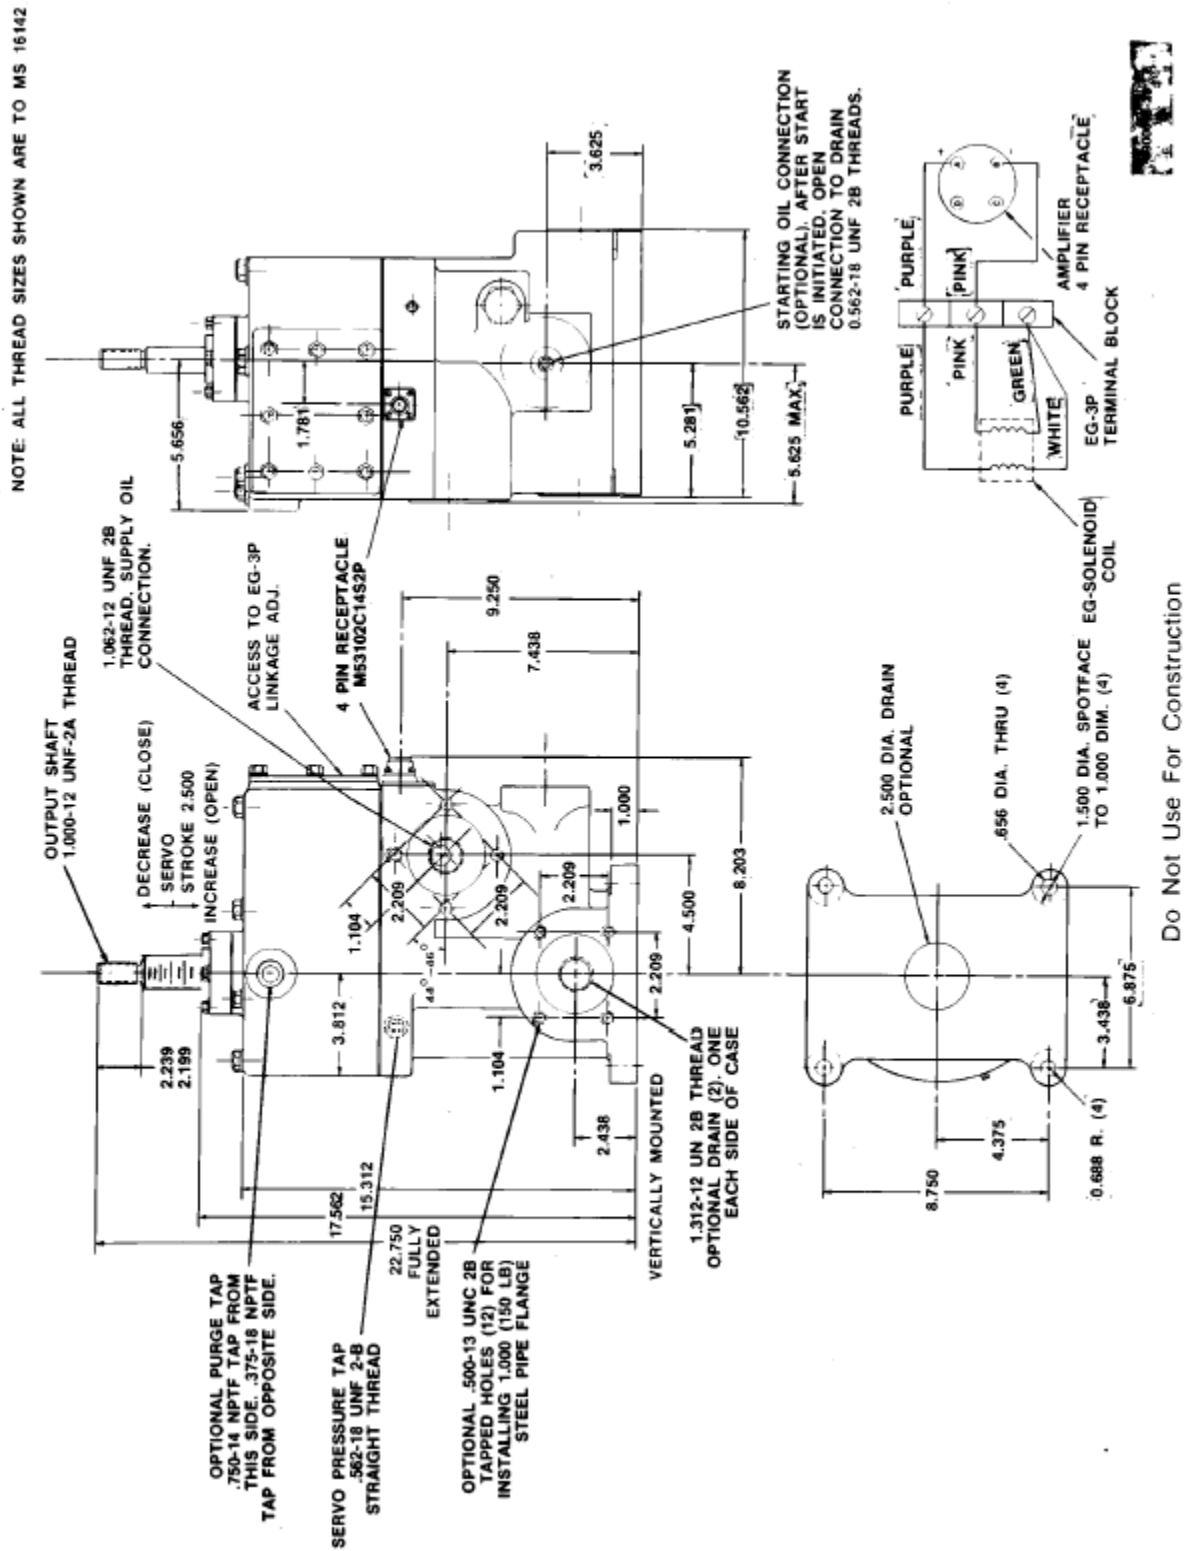 NOTE: ALL THREAD SIZES SHOWN ARE TO MS 16142
OUTPUT SHAFT
1.000-12 UNF-2A THREAD
DECREASE (CLOSE)
SERVO
STROKE 2.500
INCREASE (OPEN)
1.062-12 UNF 2B
THREAD. SUPPLY OIL
CONNECTION.
ACCESS TO EG-3P
LINKAGE ADJ.
4 PIN RECEPTACLE
M53102C14S2P
OPTIONAL PURGE TAP
.750-14 NPTF TAP FROM
THIS SIDE. .375-18 NPTF
TAP FROM OPPOSITE SIDE.
SERVO PRESSURE TAP
.562-18 UNF 2-B
STRAIGHT THREAD
OPTIONAL .500-13 UNC 2B
TAPPED HOLES (12) FOR
INSTALLING 1.000 (150 LB)
STEEL PIPE FLANGE
2.239
2.199
17.562
15.312
22.750
FULLY
EXTENDED
3.812
1.104
2.209
2.209
44° -46°
1.104
2.209
2.209
2.438
4.500
8.203
1.000
7.438
9.250
VERTICALLY MOUNTED
1.312-12 UN 2B THREAD
OPTIONAL DRAIN (2). ONE
EACH SIDE OF CASE
5.656
1.781
3.625
5.281
10.562
5.625 MAX.
STARTING OIL CONNECTION
(OPTIONAL). AFTER START
IS INITIATED, OPEN
CONNECTION TO DRAIN
0.562-18 UNF 2B THREADS.
2.500 DIA. DRAIN
OPTIONAL
.656 DIA. THRU (4)
1.500 DIA. SPOTFACE
TO 1.000 DIM. (4)
6.875
3.438
4.375
8.750
0.688 R. (4)
PURPLE
PURPLE
PINK
PINK
GREEN
WHITE
A
B
C
D
+
-
AMPLIFIER
4 PIN RECEPTACLE
EG-3P
TERMINAL BLOCK
EG-SOLENOID
COIL
Do Not Use For Construction